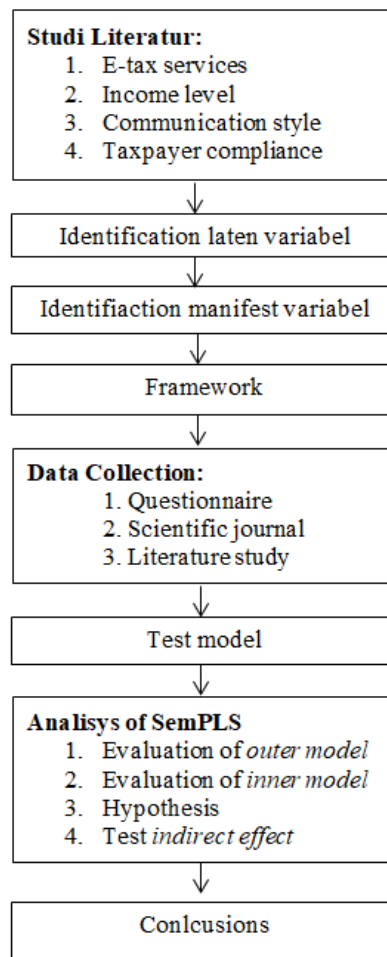 Studi Literatur:
1. E-tax services
2. Income level
3. Communication style
4. Taxpayer compliance
Identification laten variabel
Identifiaction manifest variabel
Framework
Data Collection:
1. Questionnaire
2. Scientific journal
3. Literature study
Test model
Analisys of SemPLS
1. Evaluation of outer model
2. Evaluation of inner model
3. Hypothesis
4. Test indirect effect
Conlcusions